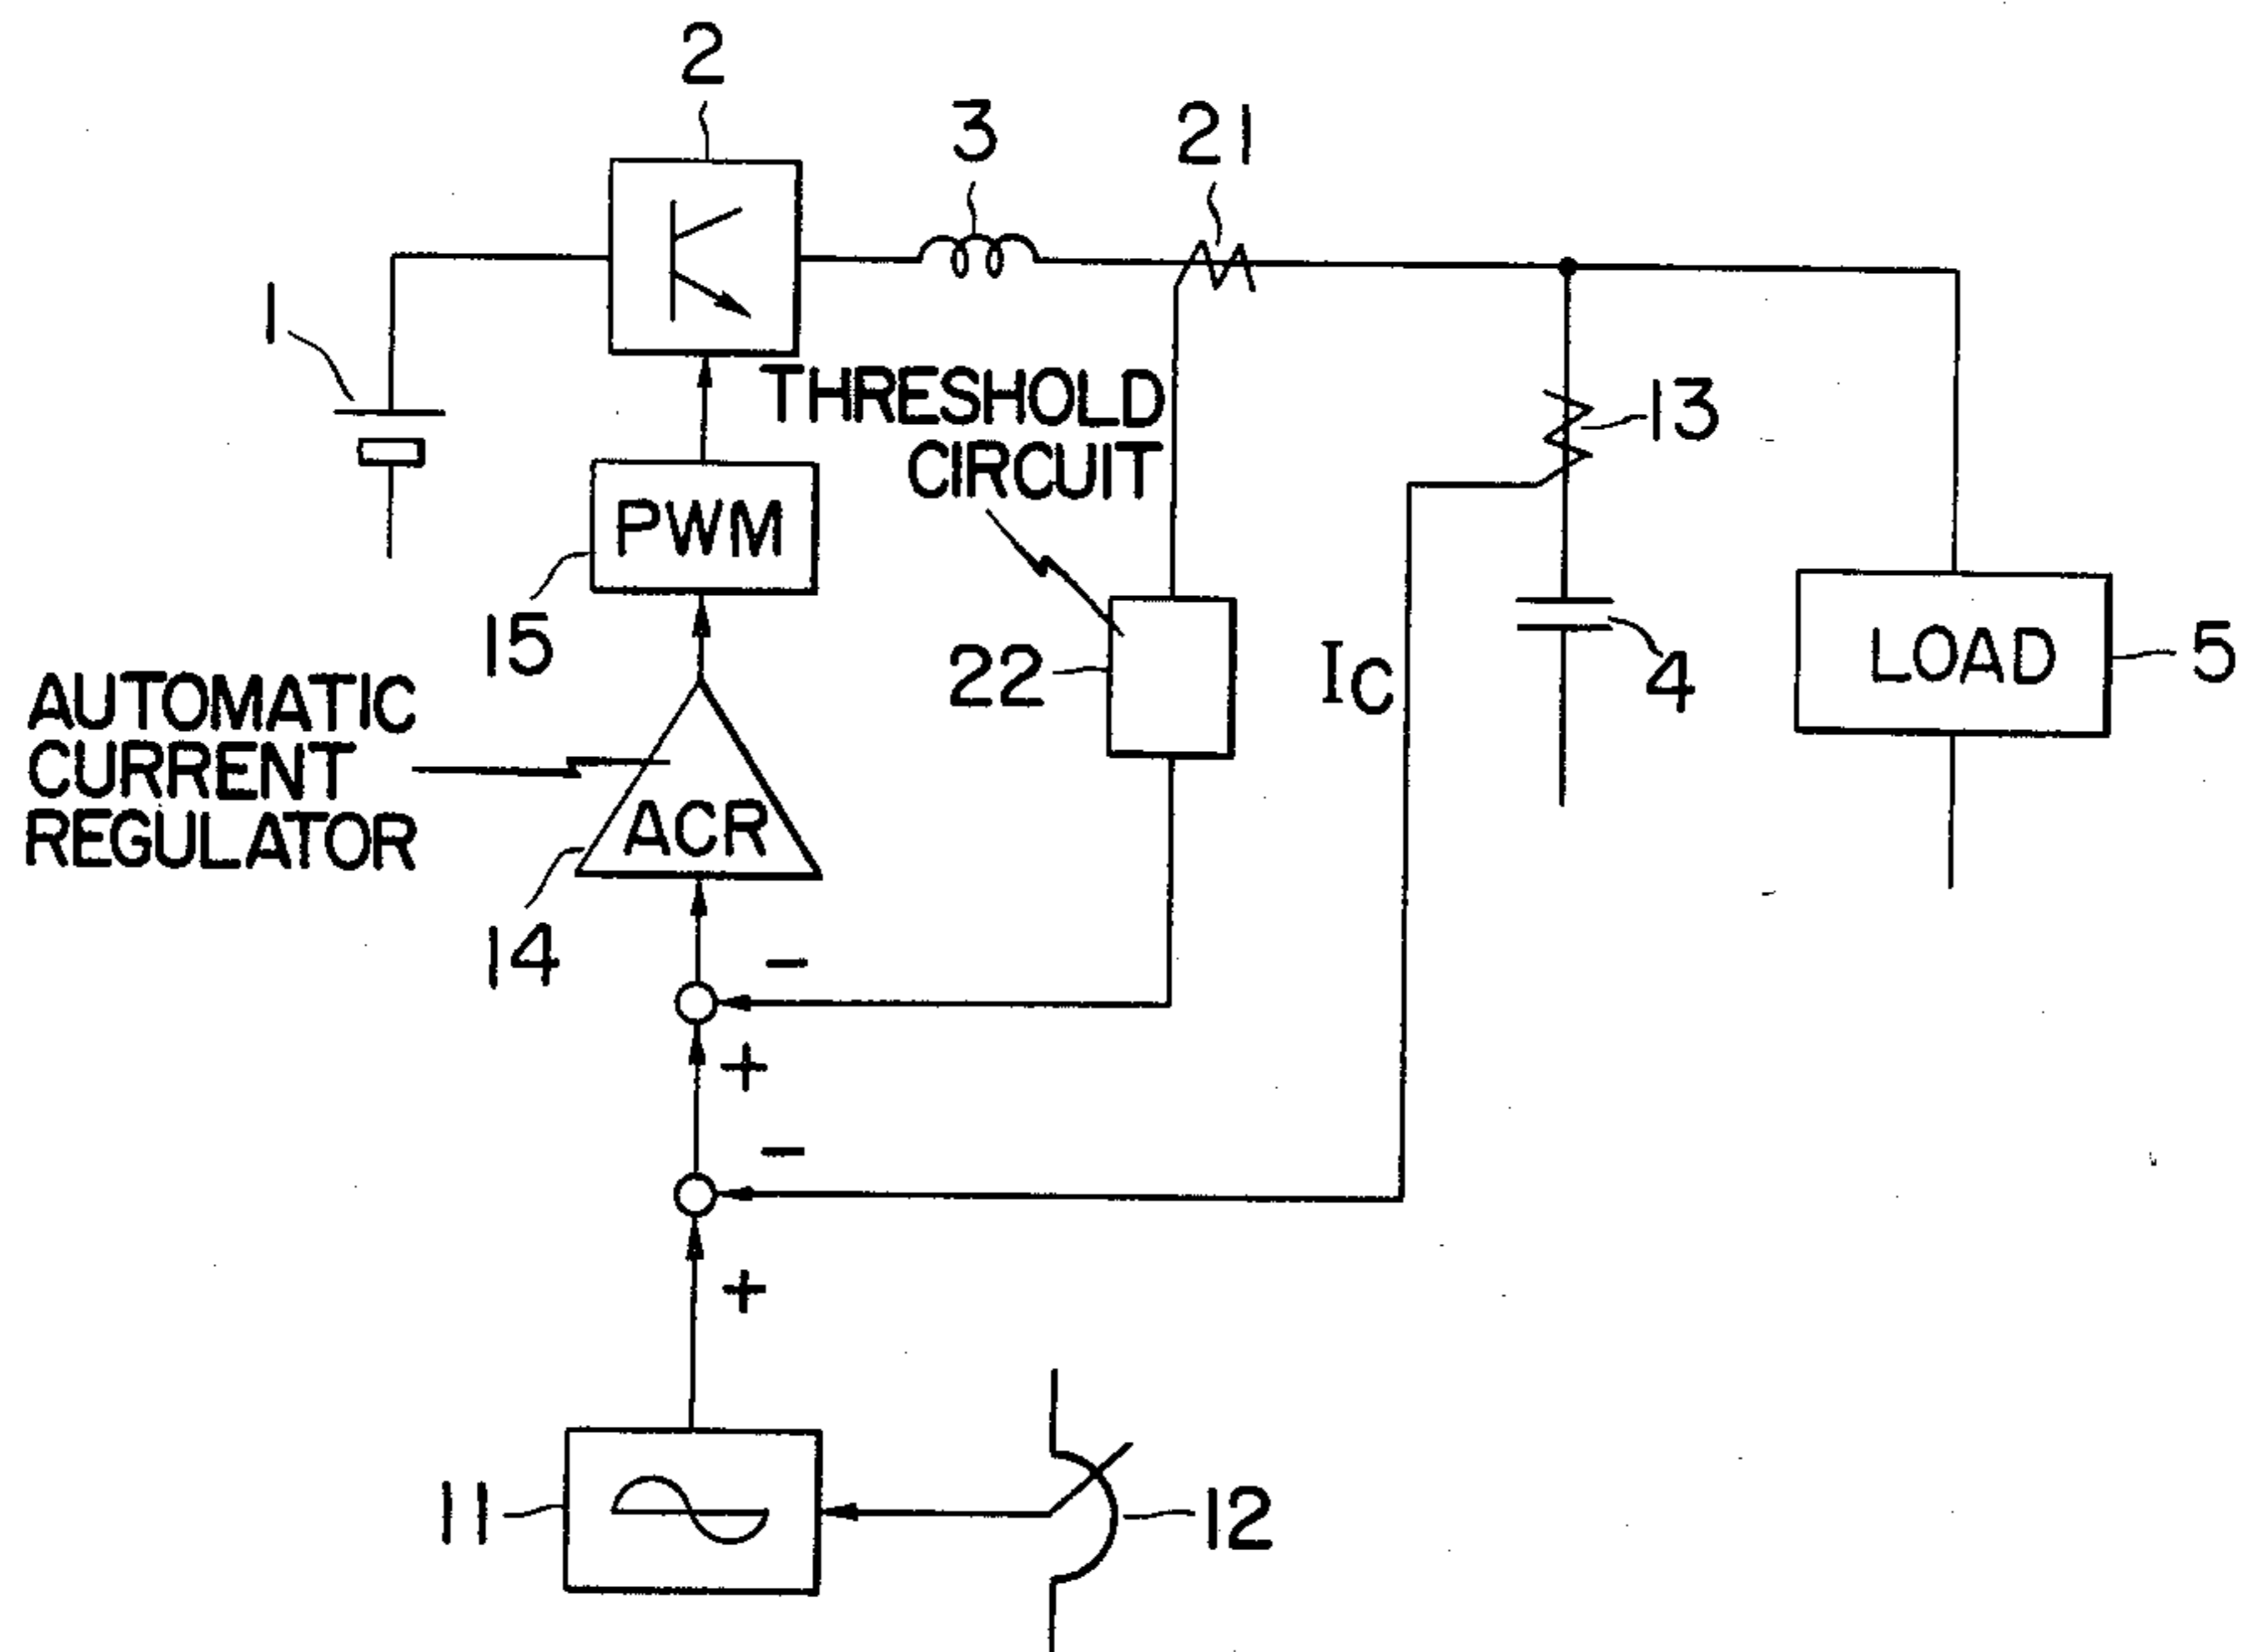 2
3
21
1
THRESHOLD
CIRCUIT
13
PWM
15
22
IC
4
LOAD
5
AUTOMATIC
CURRENT
REGULATOR
ACR
14
−
+
−
+
11
12